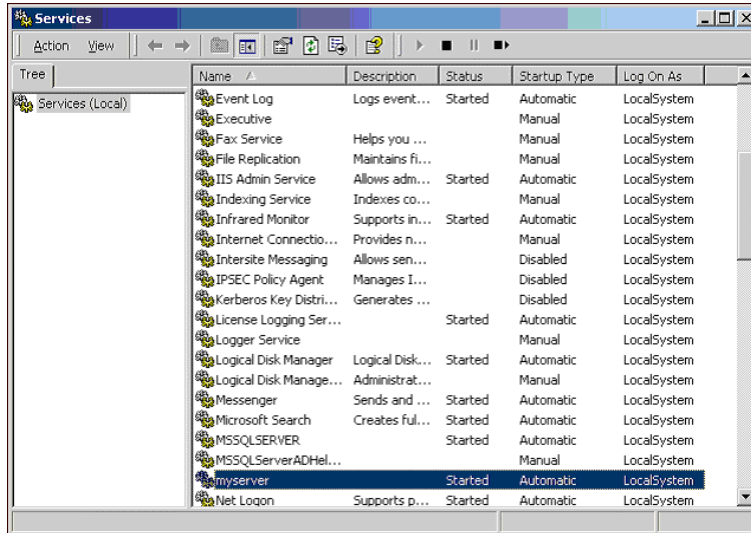 Services
Action View
Tree
Services (Local)
Name Description Status Startup Type Log On As
Event Log Logs event... Started Automatic LocalSystem
Executive Manual LocalSystem
Fax Service Helps you ... Manual LocalSystem
File Replication Maintains fi... Manual LocalSystem
IIS Admin Service Allows adm... Started Automatic LocalSystem
Indexing Service Indexes co... Manual LocalSystem
Infrared Monitor Supports in... Started Automatic LocalSystem
Internet Connectio... Provides n... Manual LocalSystem
Intersite Messaging Allows sen... Disabled LocalSystem
IPSEC Policy Agent Manages I... Disabled LocalSystem
Kerberos Key Distri... Generates ... Disabled LocalSystem
License Logging Ser... Started Automatic LocalSystem
Logger Service Manual LocalSystem
Logical Disk Manager Logical Disk... Started Automatic LocalSystem
Logical Disk Manage... Administrat... Manual LocalSystem
Messenger Sends and ... Started Automatic LocalSystem
Microsoft Search Creates ful... Started Automatic LocalSystem
MSSQLSERVER Started Automatic LocalSystem
MSSQLServerADHel... Manual LocalSystem
myserver Started Automatic LocalSystem
Net Logon Supports p... Started Automatic LocalSystem